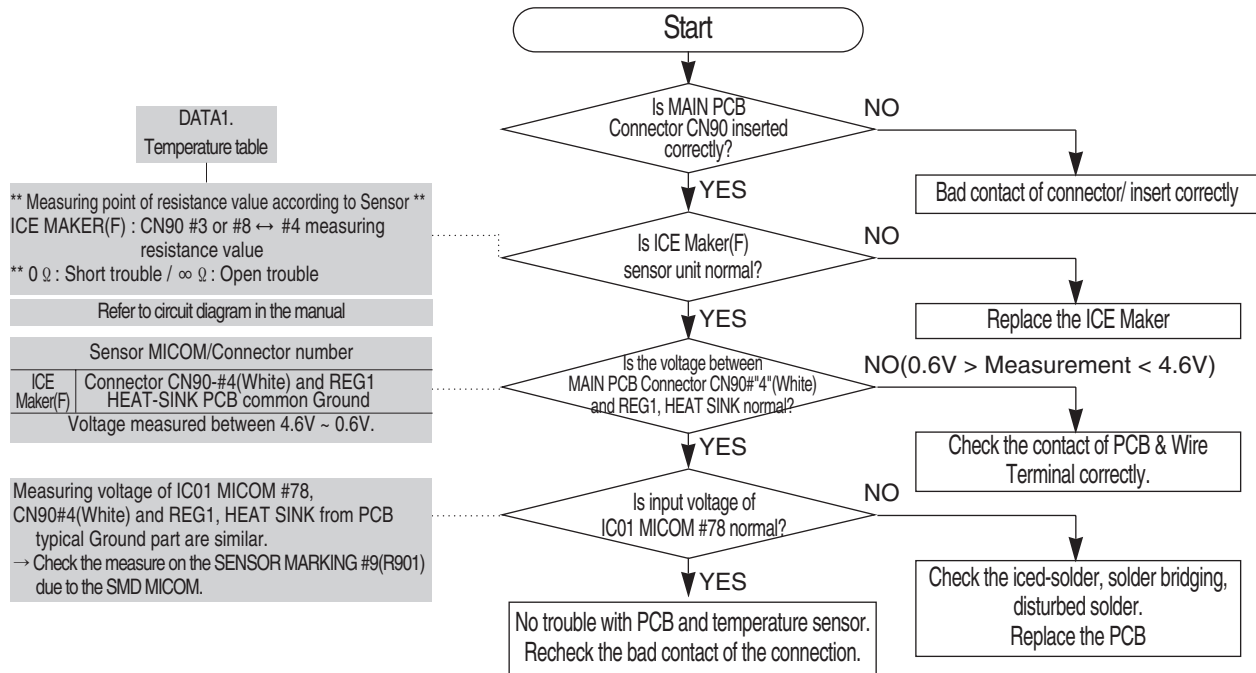 Start
Is MAIN PCB
Connector CN90 inserted
correctly?
NO
Bad contact of connector/ insert correctly
YES
DATA1.
Temperature table
** Measuring point of resistance value according to Sensor **
ICE MAKER(F) : CN90 #3 or #8 ↔ #4 measuring
resistance value
** 0 Ω : Short trouble / ∞ Ω : Open trouble
Refer to circuit diagram in the manual
Is ICE Maker(F)
sensor unit normal?
NO
Replace the ICE Maker
YES
Sensor MICOM/Connector number
ICE
Maker(F)
Connector CN90-#4(White) and REG1
HEAT-SINK PCB common Ground
Voltage measured between 4.6V ~ 0.6V.
Is the voltage between
MAIN PCB Connector CN90#"4"(White)
and REG1, HEAT SINK normal?
NO(0.6V > Measurement < 4.6V)
Check the contact of PCB & Wire
Terminal correctly.
YES
Measuring voltage of IC01 MICOM #78,
CN90#4(White) and REG1, HEAT SINK from PCB
typical Ground part are similar.
→ Check the measure on the SENSOR MARKING #9(R901)
due to the SMD MICOM.
Is input voltage of
IC01 MICOM #78 normal?
NO
Check the iced-solder, solder bridging,
disturbed solder.
Replace the PCB
YES
No trouble with PCB and temperature sensor.
Recheck the bad contact of the connection.